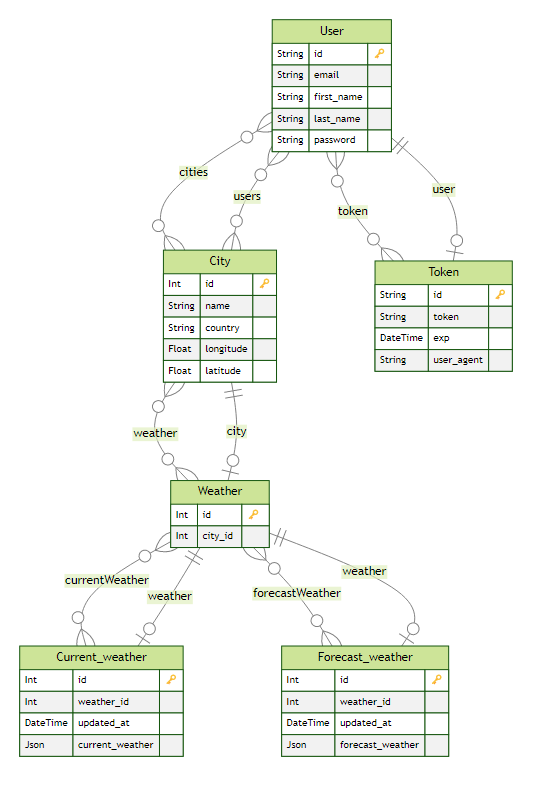 User
String id
String email
String first_name
String last_name
String password
cities
users
token
user
City
Int id
String name
String country
Float longitude
Float latitude
Token
String id
String token
DateTime exp
String user_agent
weather
city
Weather
Int id
Int city_id
currentWeather
weather
forecastWeather
weather
Current_weather
Int id
Int weather_id
DateTime updated_at
Json current_weather
Forecast_weather
Int id
Int weather_id
DateTime updated_at
Json forecast_weather